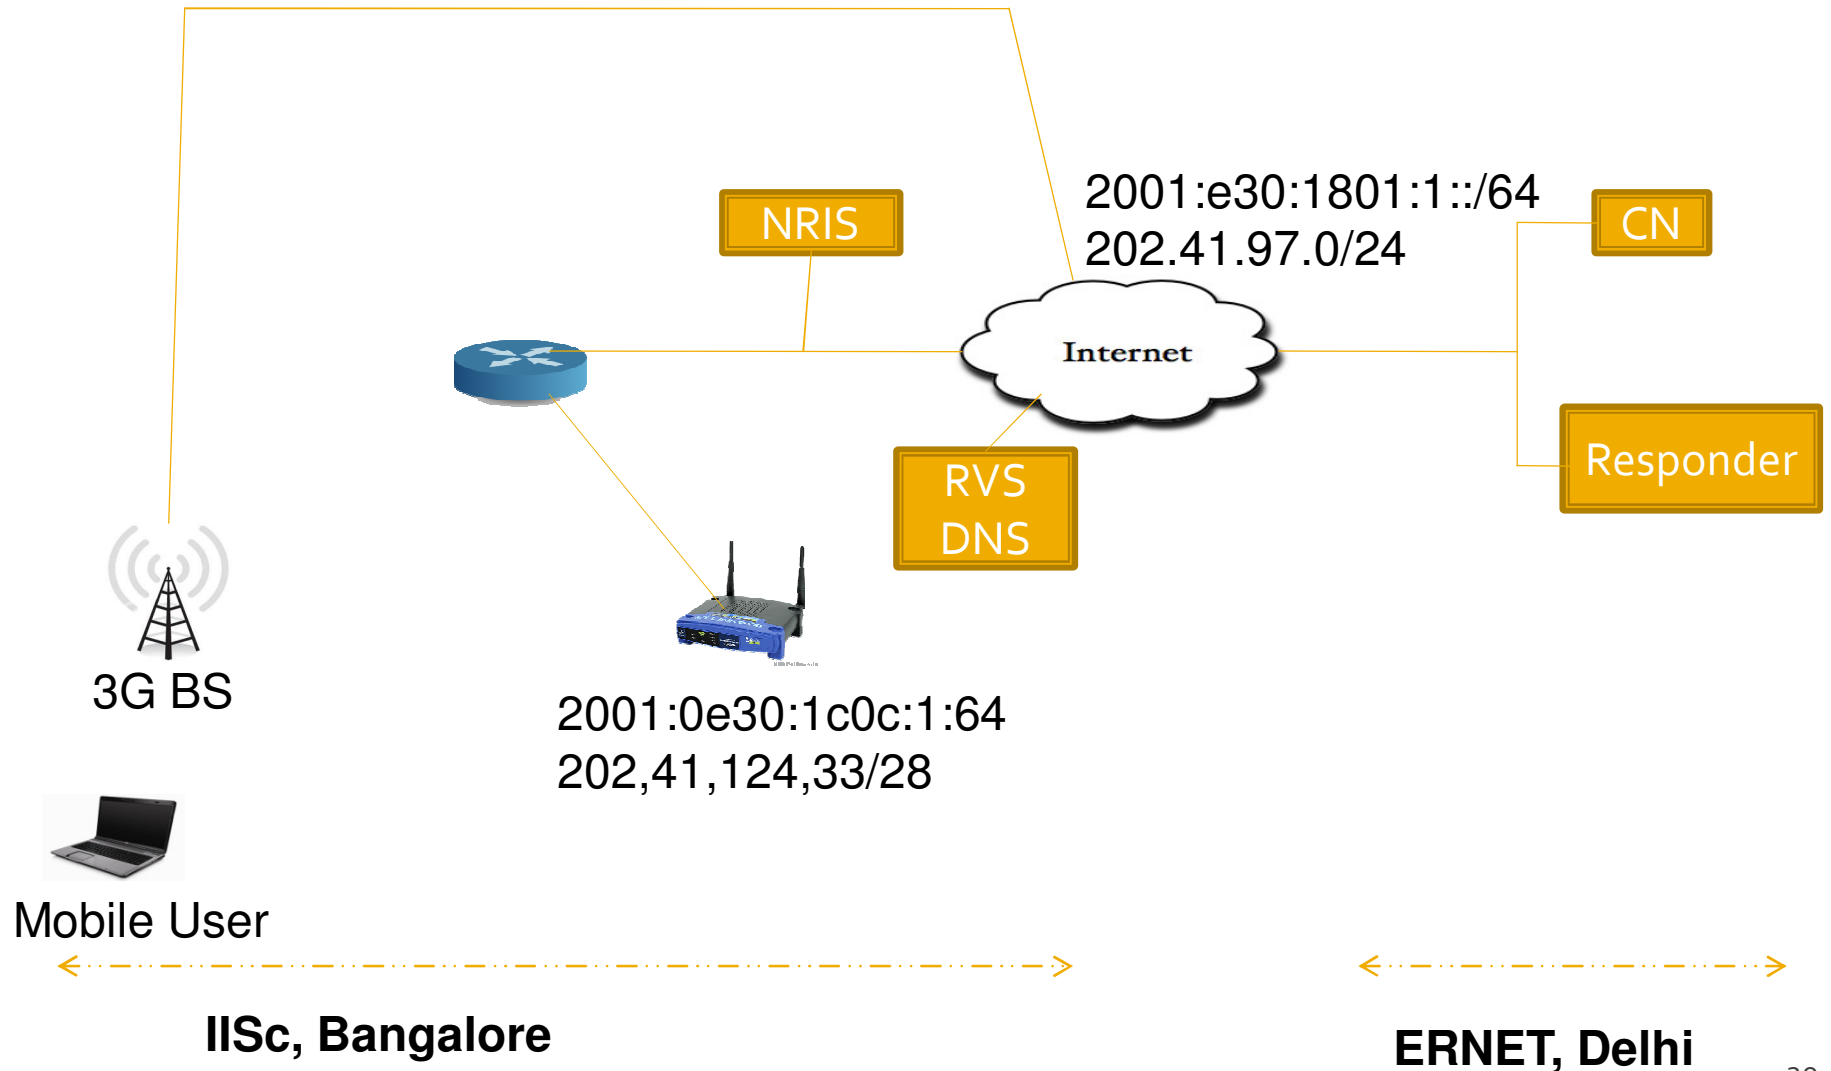 2001:e30:1801:1::/64
202.41.97.0/24
NRIS
CN
Internet
Responder
RVS
DNS
3G BS
2001:0e30:1c0c:1:64
202,41,124,33/28
Mobile User
IISc, Bangalore
ERNET, Delhi